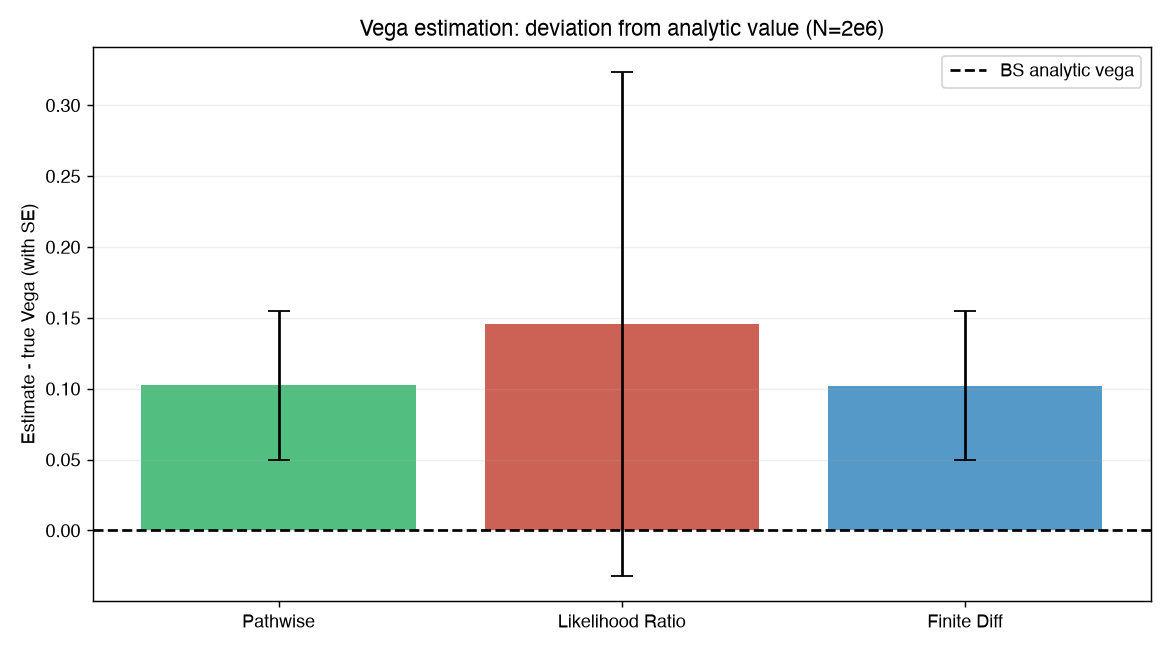 Vega estimation: deviation from analytic value (N=2e6)
BS analytic vega
Estimate - true Vega (with SE)
0.30
0.25
0.20
0.15
0.10
0.05
0.00
Pathwise
Likelihood Ratio
Finite Diff